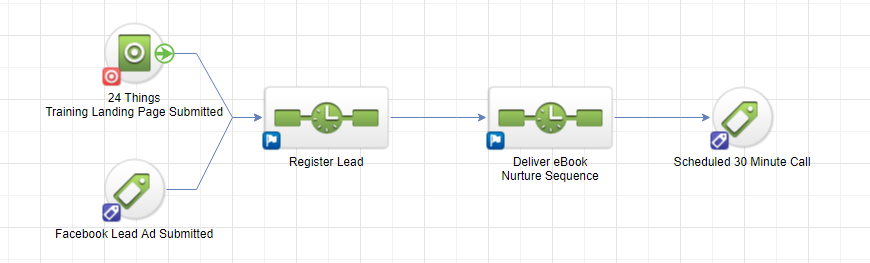 24 Things
Training Landing Page Submitted
Facebook Lead Ad Submitted
Register Lead
Deliver eBook
Nurture Sequence
Scheduled 30 Minute Call